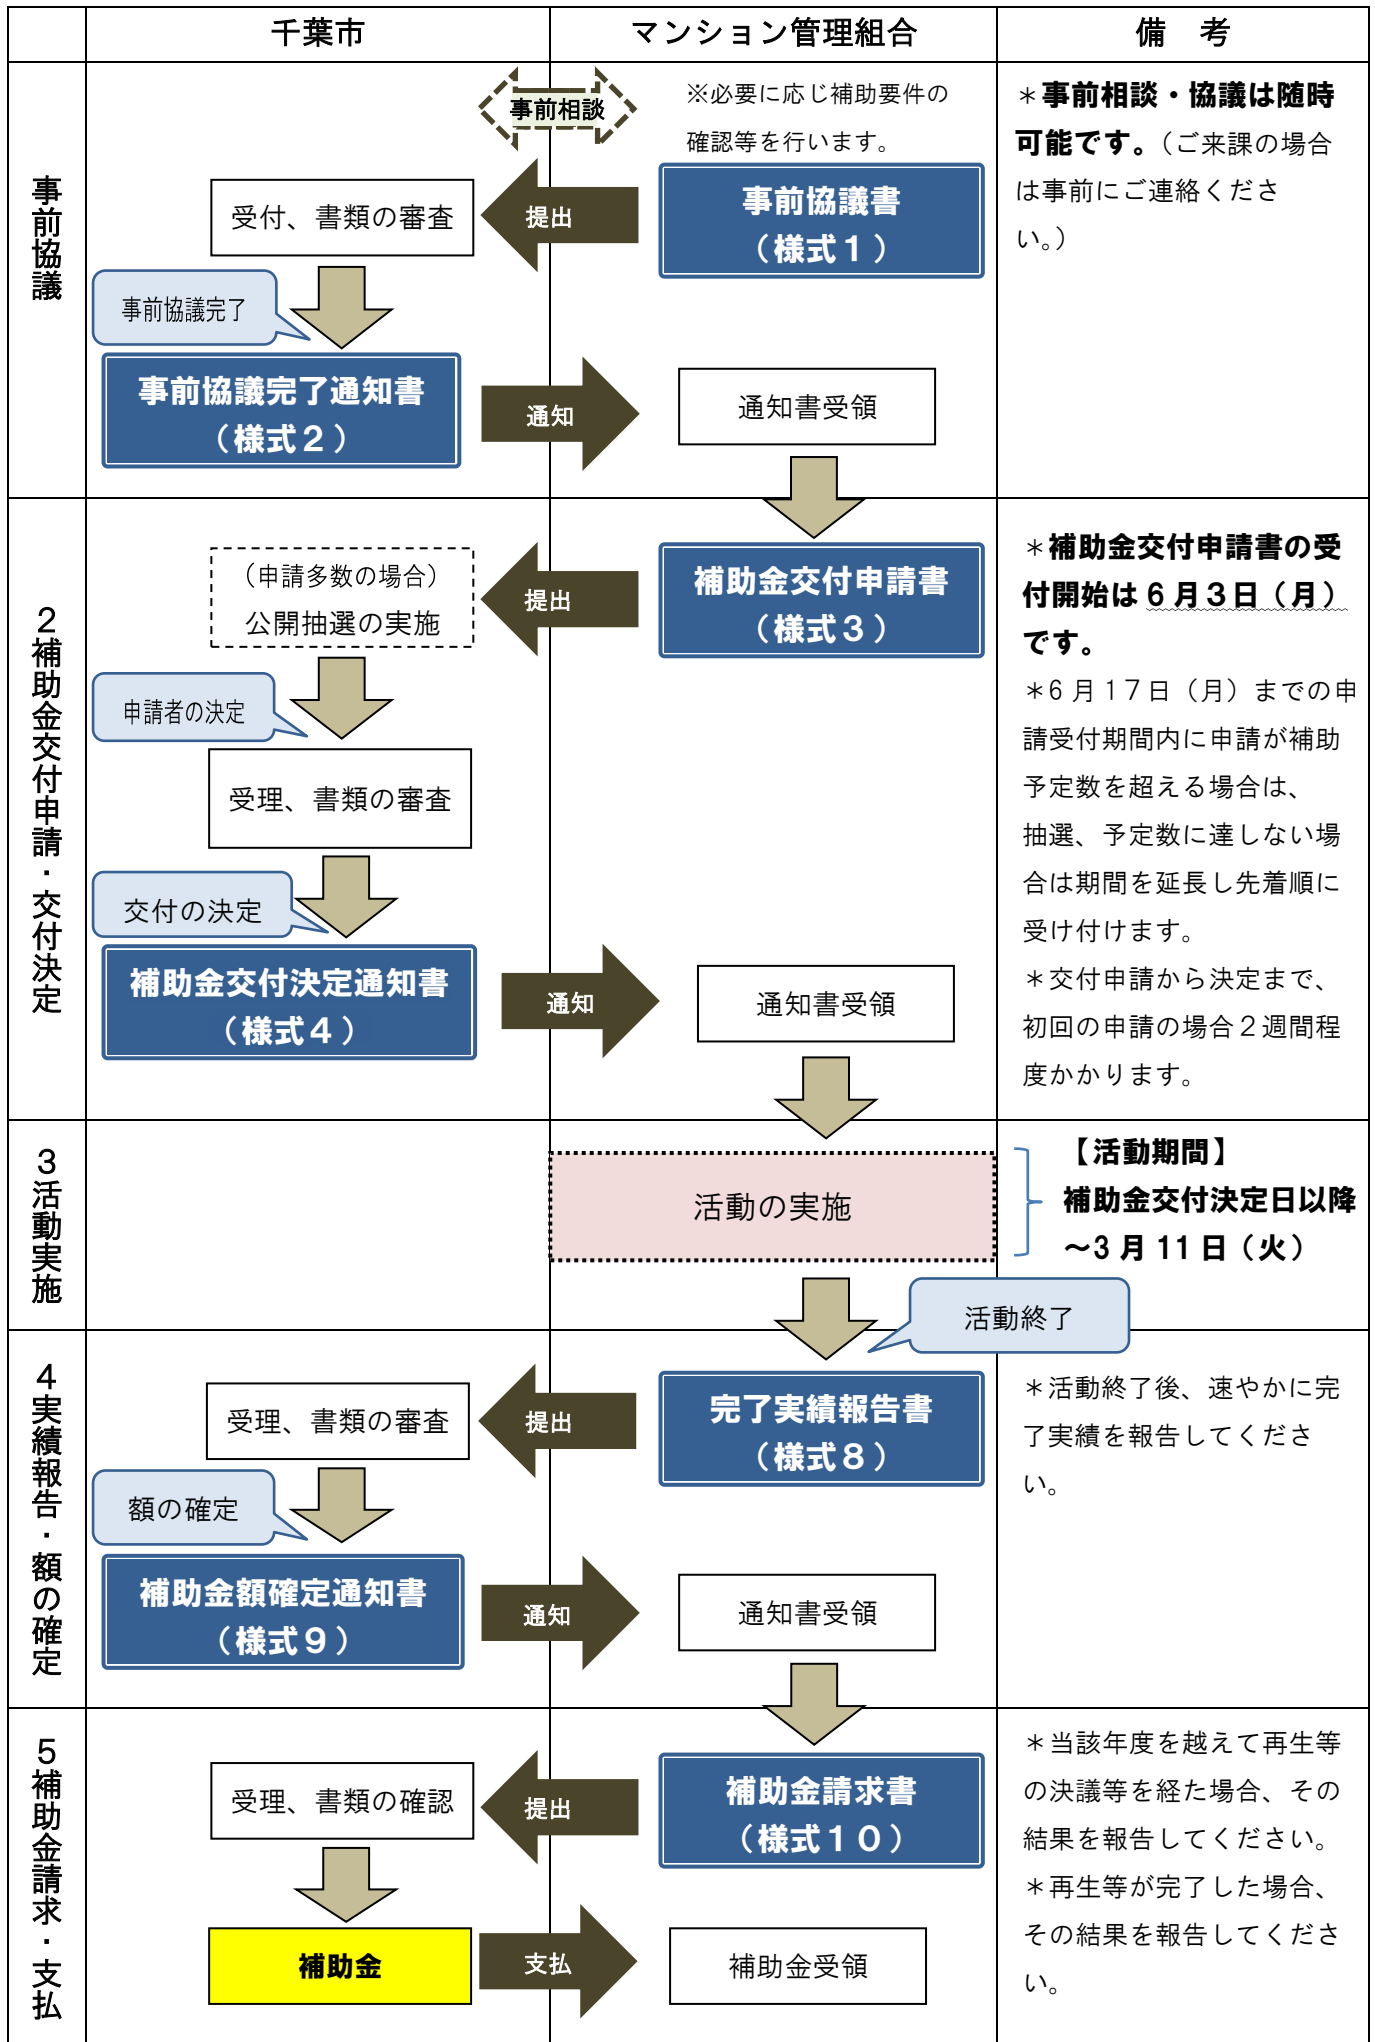 千葉市
マンション管理組合
備　考
事前協議
事前相談
※必要に応じ補助要件の
確認等を行います。
＊事前相談・協議は随時
可能です。（ご来課の場合
は事前にご連絡くださ
い。）
受付、書類の審査
提出
事前協議書
（様式１）
事前協議完了
事前協議完了通知書
（様式２）
通知
通知書受領
２補助金交付申請・交付決定
（申請多数の場合）
公開抽選の実施
提出
補助金交付申請書
（様式３）
＊補助金交付申請書の受
付開始は６月３日（月）
です。
＊6 月１７日（月）までの申
請受付期間内に申請が補助
予定数を超える場合は、
抽選、予定数に達しない場
合は期間を延長し先着順に
受け付けます。
＊交付申請から決定まで、
初回の申請の場合２週間程
度かかります。
申請者の決定
受理、書類の審査
交付の決定
補助金交付決定通知書
（様式４）
通知
通知書受領
３活動実施
活動の実施
【活動期間】
補助金交付決定日以降
～3 月 11 日（火）
活動終了
４実績報告・額の確定
受理、書類の審査
提出
完了実績報告書
（様式８）
＊活動終了後、速やかに完
了実績を報告してくださ
い。
額の確定
補助金額確定通知書
（様式９）
通知
通知書受領
５補助金請求・支払
受理、書類の確認
提出
補助金請求書
（様式１０）
＊当該年度を越えて再生等
の決議等を経た場合、その
結果を報告してください。
＊再生等が完了した場合、
その結果を報告してくださ
い。
補助金
支払
補助金受領